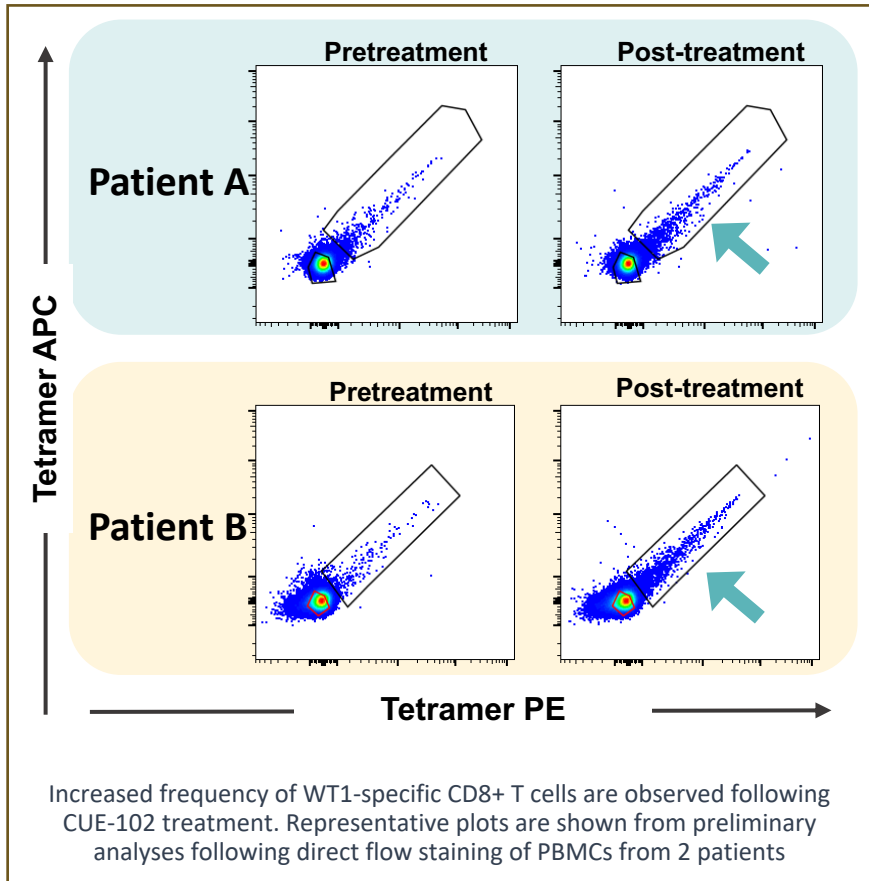 Pretreatment
Post-treatment
Patient A
Tetramer APC
Pretreatment
Post-treatment
Patient B
Tetramer PE
Increased frequency of WT1-specific CD8+ T cells are observed following
CUE-102 treatment. Representative plots are shown from preliminary
analyses following direct flow staining of PBMCs from 2 patients